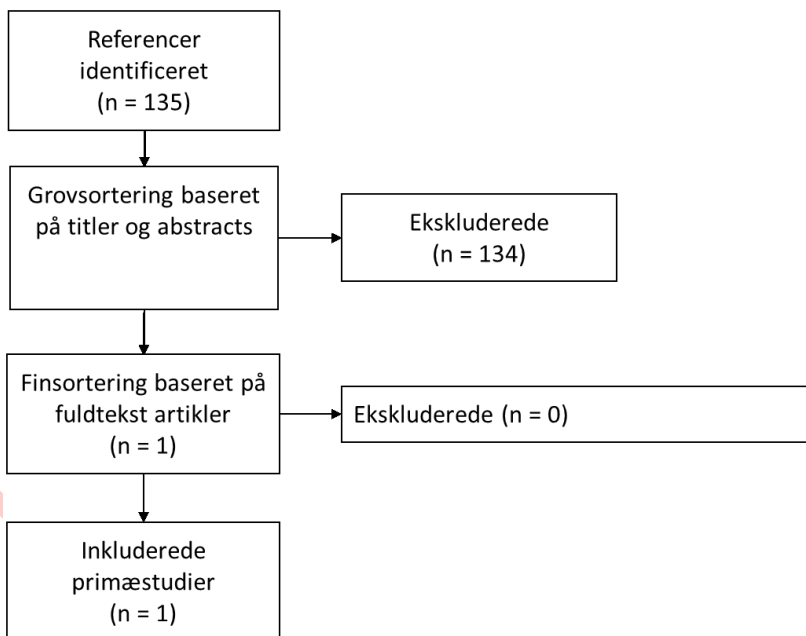 Referencer
identificeret
(n = 135)
Grovsortering baseret
på titler og abstracts
Ekskluderede
(n = 134)
Finsortering baseret på
fuldtekst artikler
(n = 1)
Ekskluderede (n = 0)
Inkluderede
primæstudier
(n = 1)